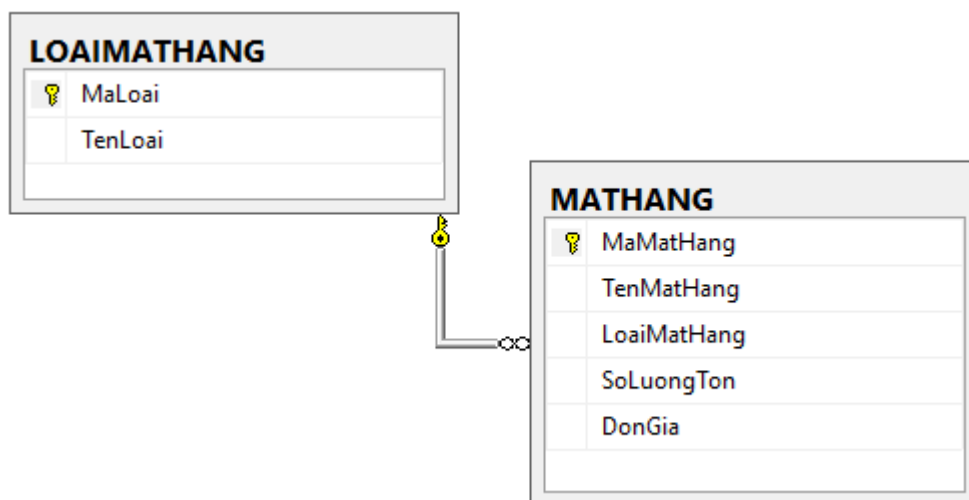 LOAIMATHANG
MaLoai
TenLoai
MATHANG
MaMatHang
TenMatHang
LoaiMatHang
SoLuongTon
DonGia